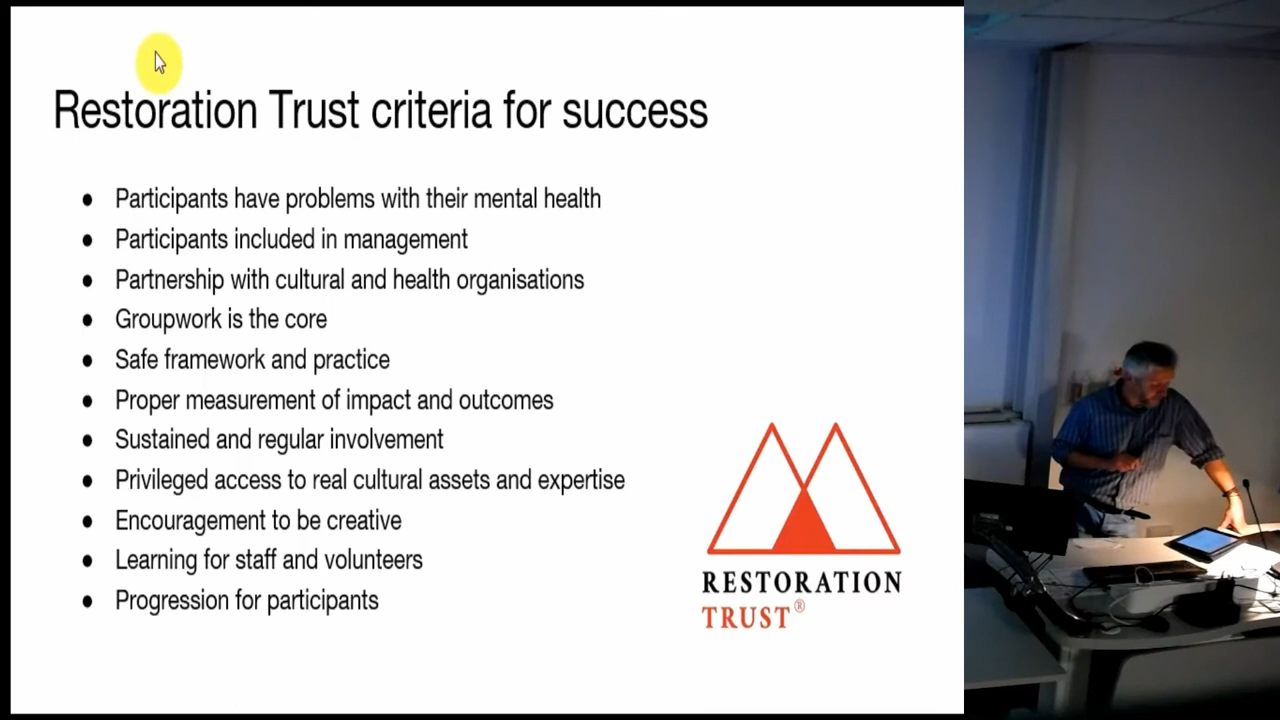 Restoration Trust criteria for success
● Participants have problems with their mental health
● Participants included in management
● Partnership with cultural and health organisations
● Groupwork is the core
● Safe framework and practice
● Proper measurement of impact and outcomes
● Sustained and regular involvement
● Privileged access to real cultural assets and expertise
● Encouragement to be creative
● Learning for staff and volunteers
● Progression for participants
RESTORATION
TRUST®